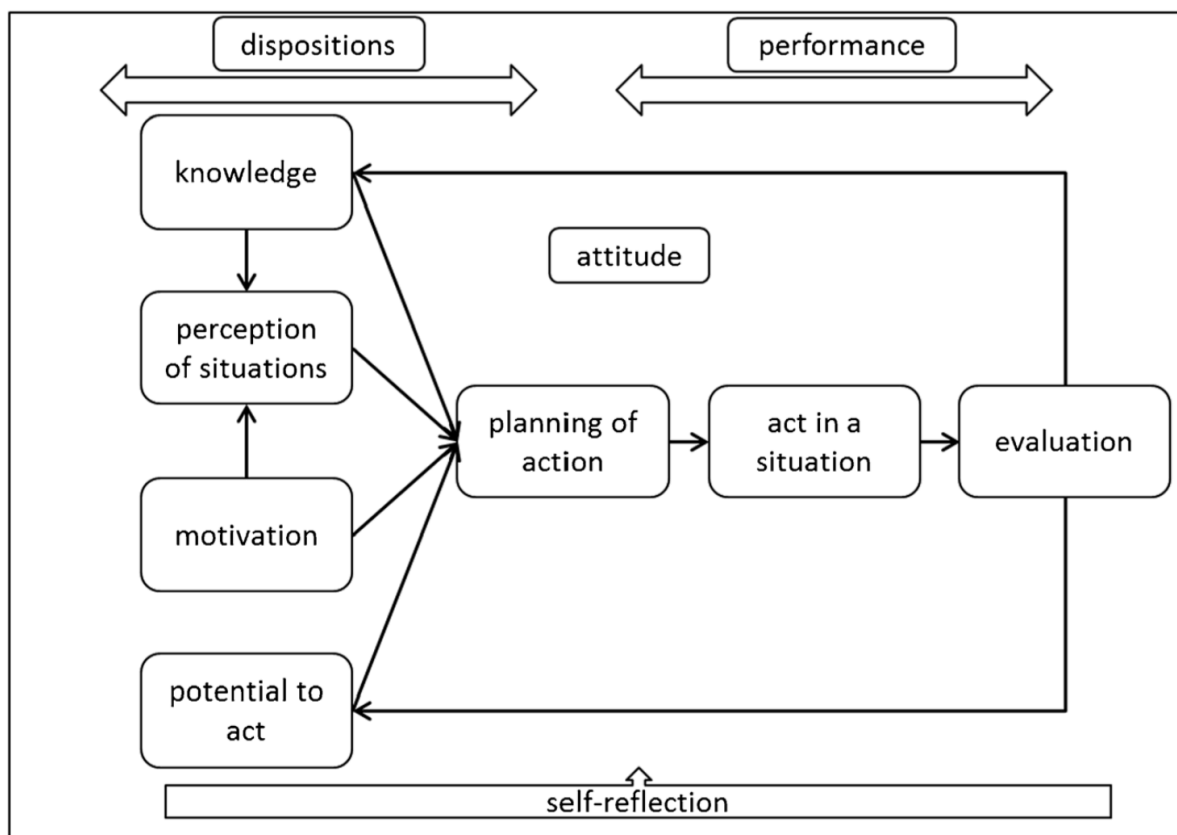 dispositions
performance
knowledge
attitude
perception
of situations
planning of
action
act in a
situation
evaluation
motivation
potential to
act
self-reflection